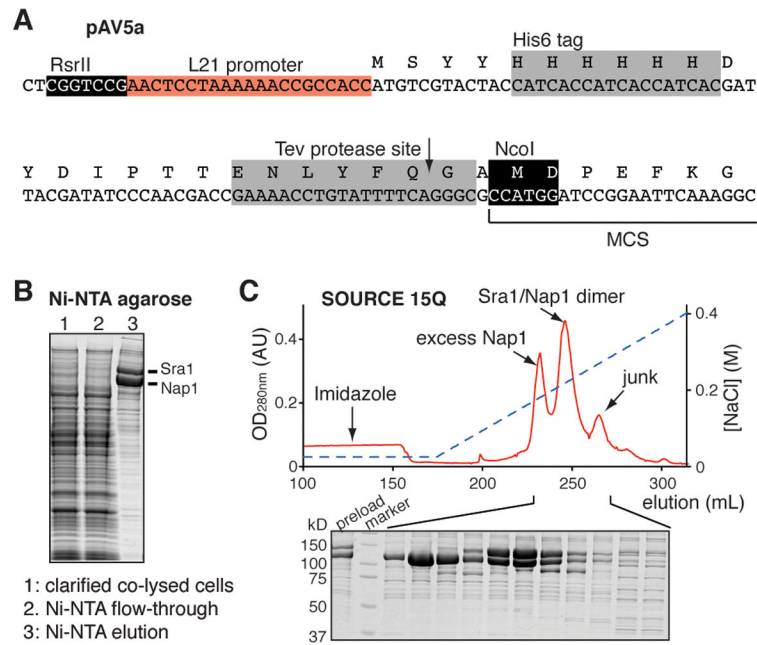 A
pAV5a
His6 tag
RsrII
L21 promoter
M S Y Y H H H H H H D
CTCGGTCCGAACTCCTAAAAAACCGCCACCATGTCGTACTACCATCACCATCACCATCACGAT
Tev protease site
NcoI
Y D I P T T E N L Y F Q G A M D P E F K G
TACGATATCCCAACGACCGAAAACCTGTATTTTCAGGGCGCCATGGATCCGGAATTCAAAGGC
MCS
B
Ni-NTA agarose
1 2 3
Sra1
Nap1
1: clarified co-lysed cells
2. Ni-NTA flow-through
3: Ni-NTA elution
C
SOURCE 15Q
Sra1/Nap1 dimer
excess Nap1
junk
Imidazole
OD280nm (AU)
0.4
0.2
0
[NaCl] (M)
0.4
0.2
0
100 150 200 250 300
elution (mL)
preload
marker
kD
150
100
75
50
37